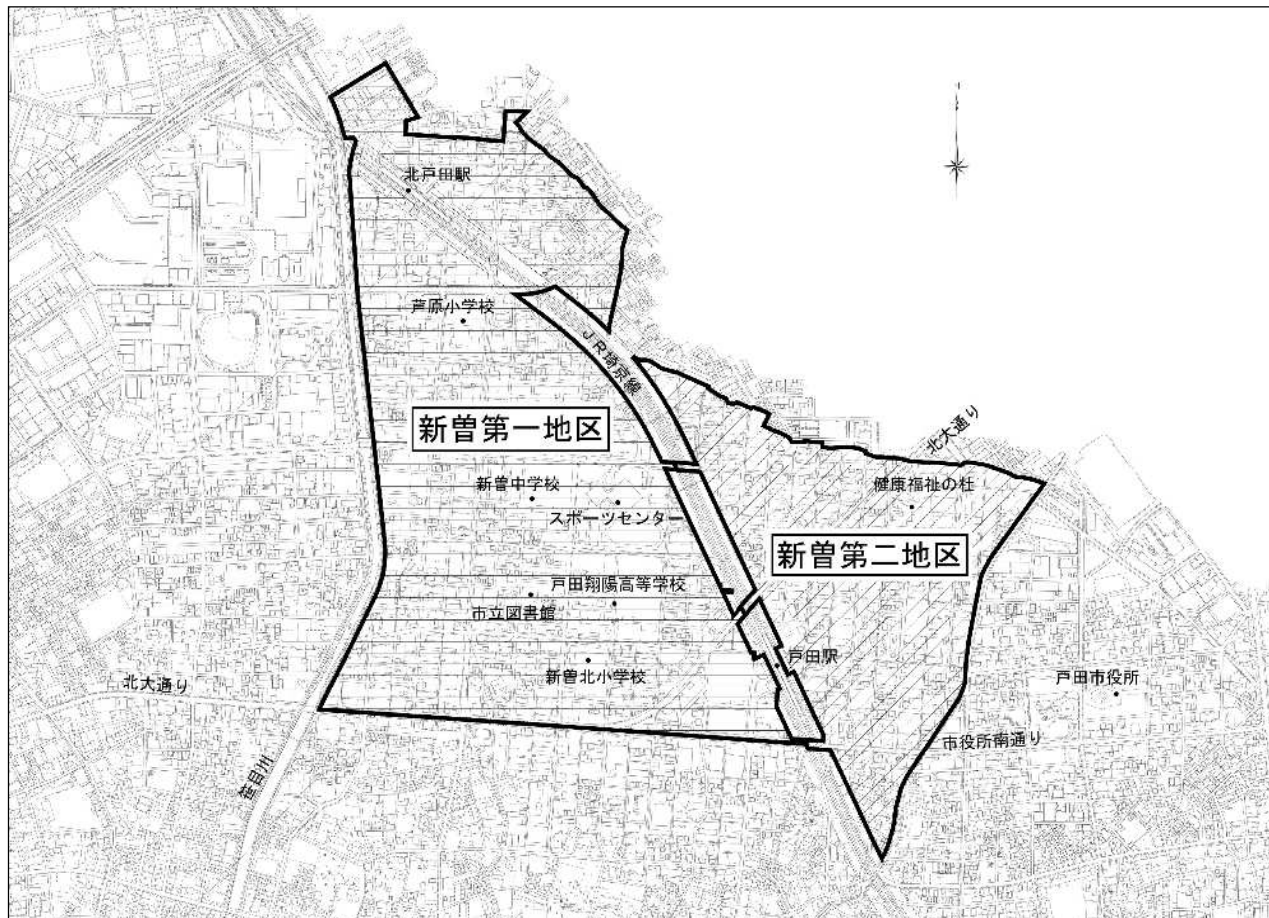 北戸田駅
芦原小学校
JR埼京線
新曽第一地区
北大通り
健康福祉の杜
新曽中学校
スポーツセンター
新曽第二地区
戸田翔陽高等学校
市立図書館
戸田駅
新曽北小学校
戸田市役所
北大通り
市役所南通り
笹目川